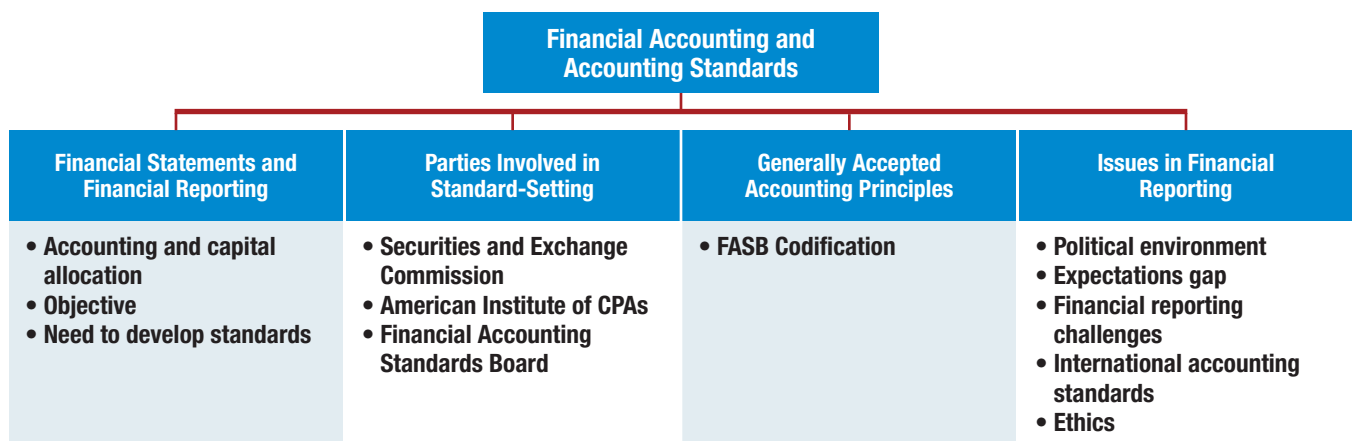 Financial Accounting and
Accounting Standards
Financial Statements and
Financial Reporting
• Accounting and capital
allocation
• Objective
• Need to develop standards
Parties Involved in
Standard-Setting
• Securities and Exchange
Commission
• American Institute of CPAs
• Financial Accounting
Standards Board
Generally Accepted
Accounting Principles
• FASB Codification
Issues in Financial
Reporting
• Political environment
• Expectations gap
• Financial reporting
challenges
• International accounting
standards
• Ethics